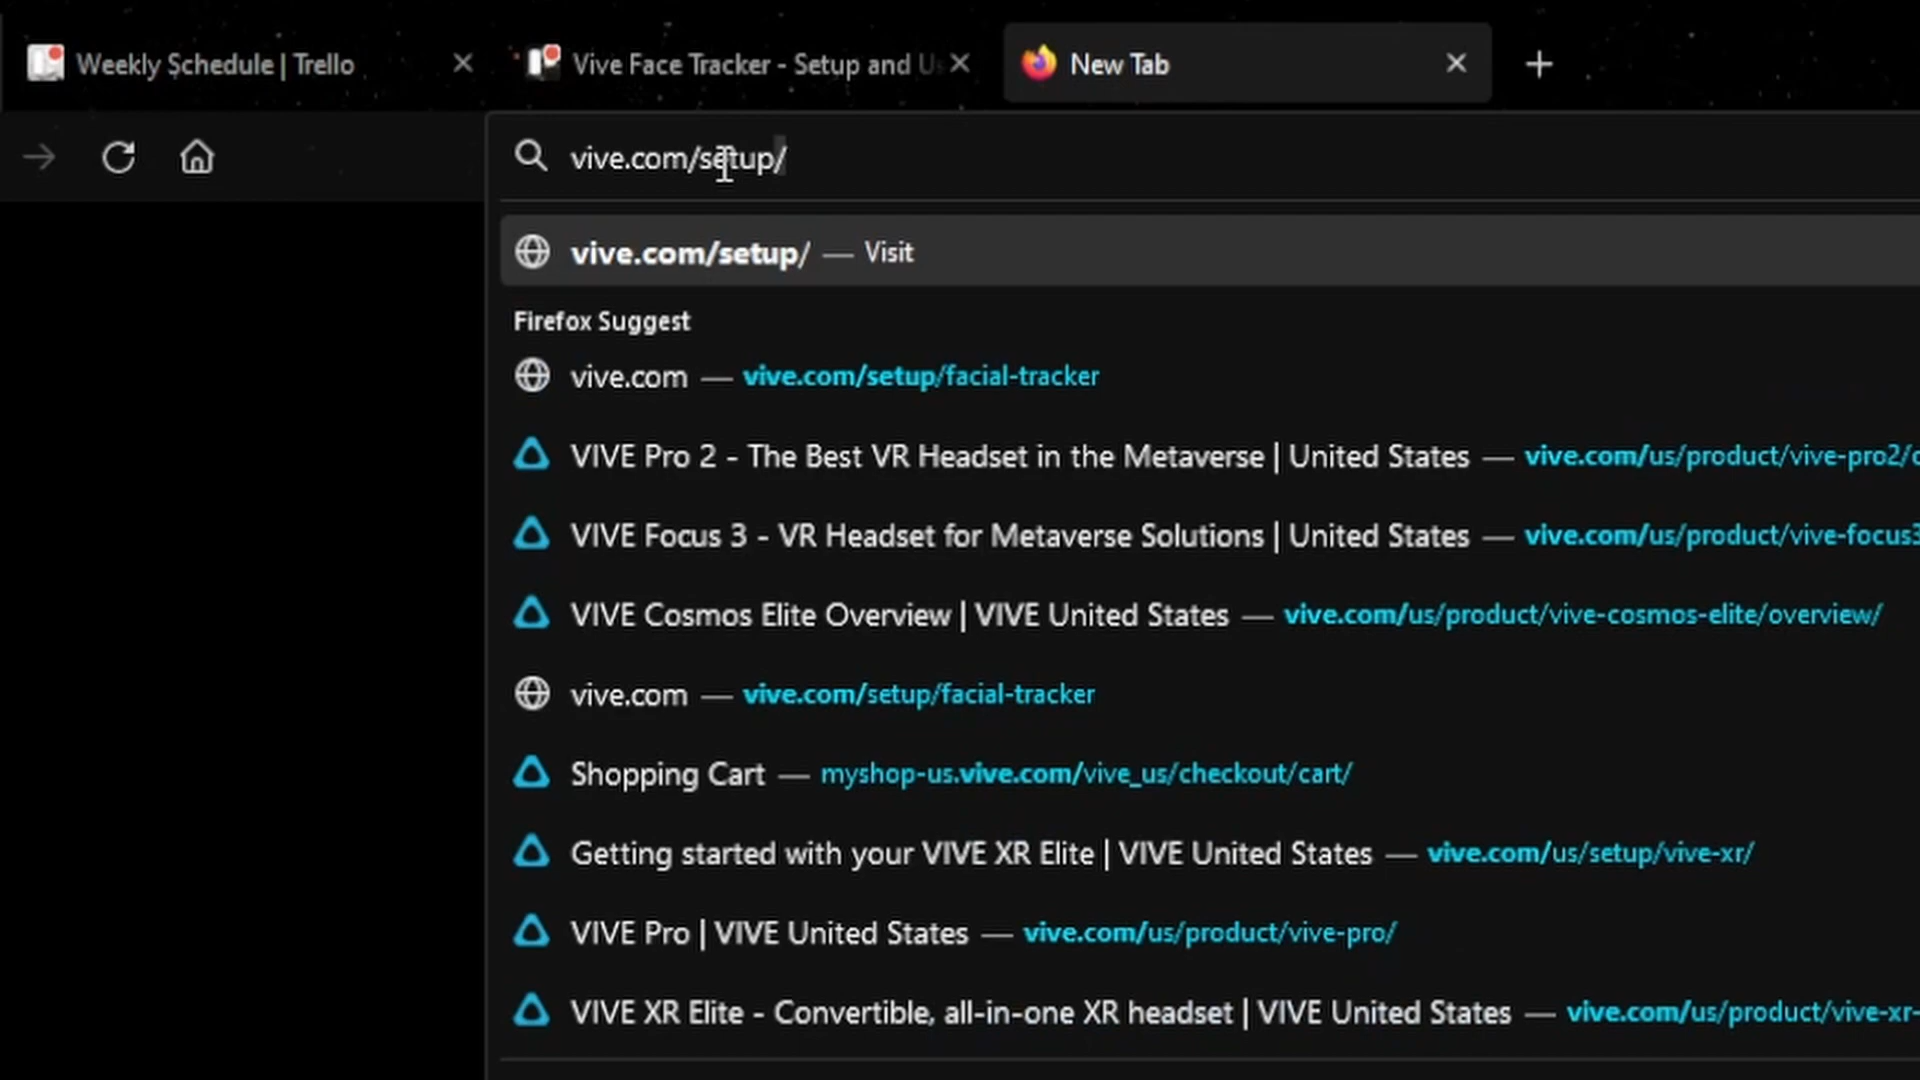 Weekly Schedule | Trello
Vive Face Tracker - Setup and U
New Tab
vive.com/setup/
vive.com/setup/ — Visit
Firefox Suggest
vive.com — vive.com/setup/facial-tracker
VIVE Pro 2 - The Best VR Headset in the Metaverse | United States — vive.com/us/product/vive-pro2/
VIVE Focus 3 - VR Headset for Metaverse Solutions | United States — vive.com/us/product/vive-focus3
VIVE Cosmos Elite Overview | VIVE United States — vive.com/us/product/vive-cosmos-elite/overview/
vive.com — vive.com/setup/facial-tracker
Shopping Cart — myshop-us.vive.com/vive_us/checkout/cart/
Getting started with your VIVE XR Elite | VIVE United States — vive.com/us/setup/vive-xr/
VIVE Pro | VIVE United States — vive.com/us/product/vive-pro/
VIVE XR Elite - Convertible, all-in-one XR headset | VIVE United States — vive.com/us/product/vive-xr-